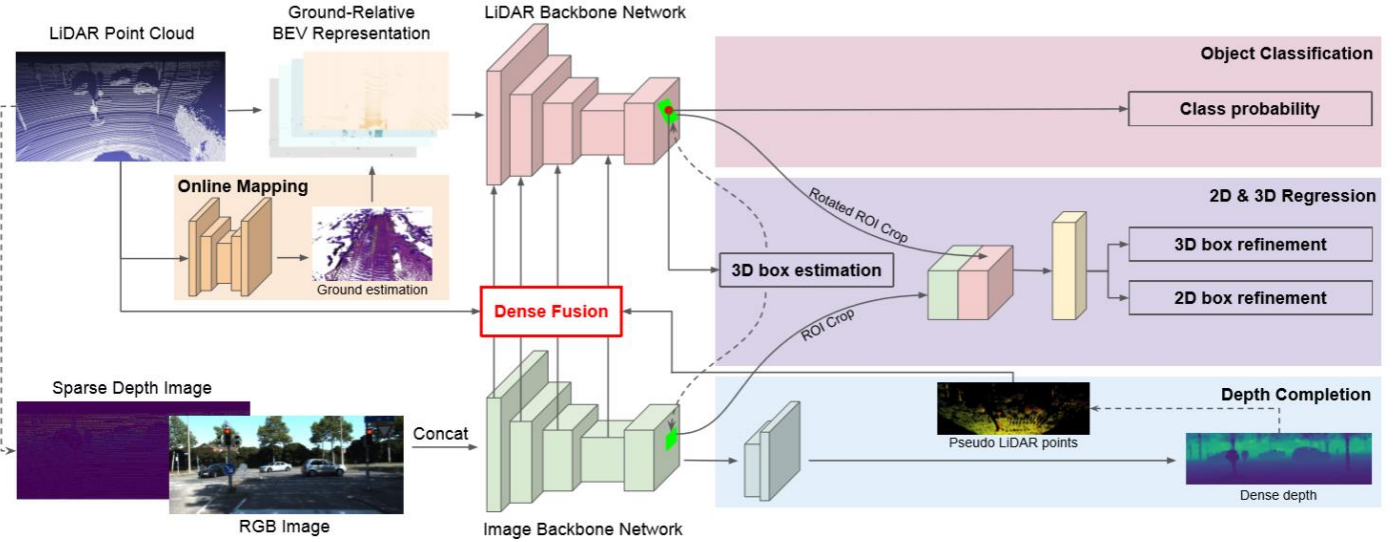 LiDAR Point Cloud
Ground-Relative
BEV Representation
LiDAR Backbone Network
Object Classification
Class probability
Online Mapping
Ground estimation
Rotated ROI Crop
2D & 3D Regression
3D box refinement
2D box refinement
3D box estimation
Dense Fusion
ROI Crop
Sparse Depth Image
RGB Image
Concat
Image Backbone Network
Depth Completion
Pseudo LiDAR points
Dense depth